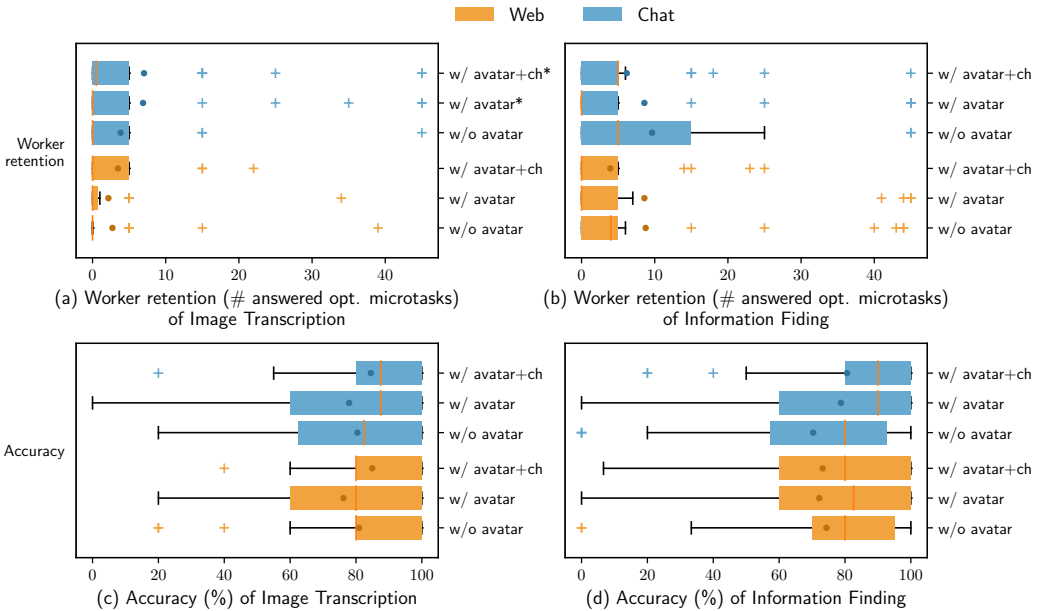 Web Chat
w/ avatar+ch*
w/ avatar*
w/o avatar
w/ avatar+ch
w/ avatar
w/o avatar
Worker
retention
0 10 20 30 40
(a) Worker retention (# answered opt. microtasks)
of Image Transcription
w/ avatar+ch
w/ avatar
w/o avatar
w/ avatar+ch
w/ avatar
w/o avatar
0 10 20 30 40
(b) Worker retention (# answered opt. microtasks)
of Information Fiding
w/ avatar+ch
w/ avatar
w/o avatar
w/ avatar+ch
w/ avatar
w/o avatar
Accuracy
0 20 40 60 80 100
(c) Accuracy (%) of Image Transcription
w/ avatar+ch
w/ avatar
w/o avatar
w/ avatar+ch
w/ avatar
w/o avatar
0 20 40 60 80 100
(d) Accuracy (%) of Information Finding